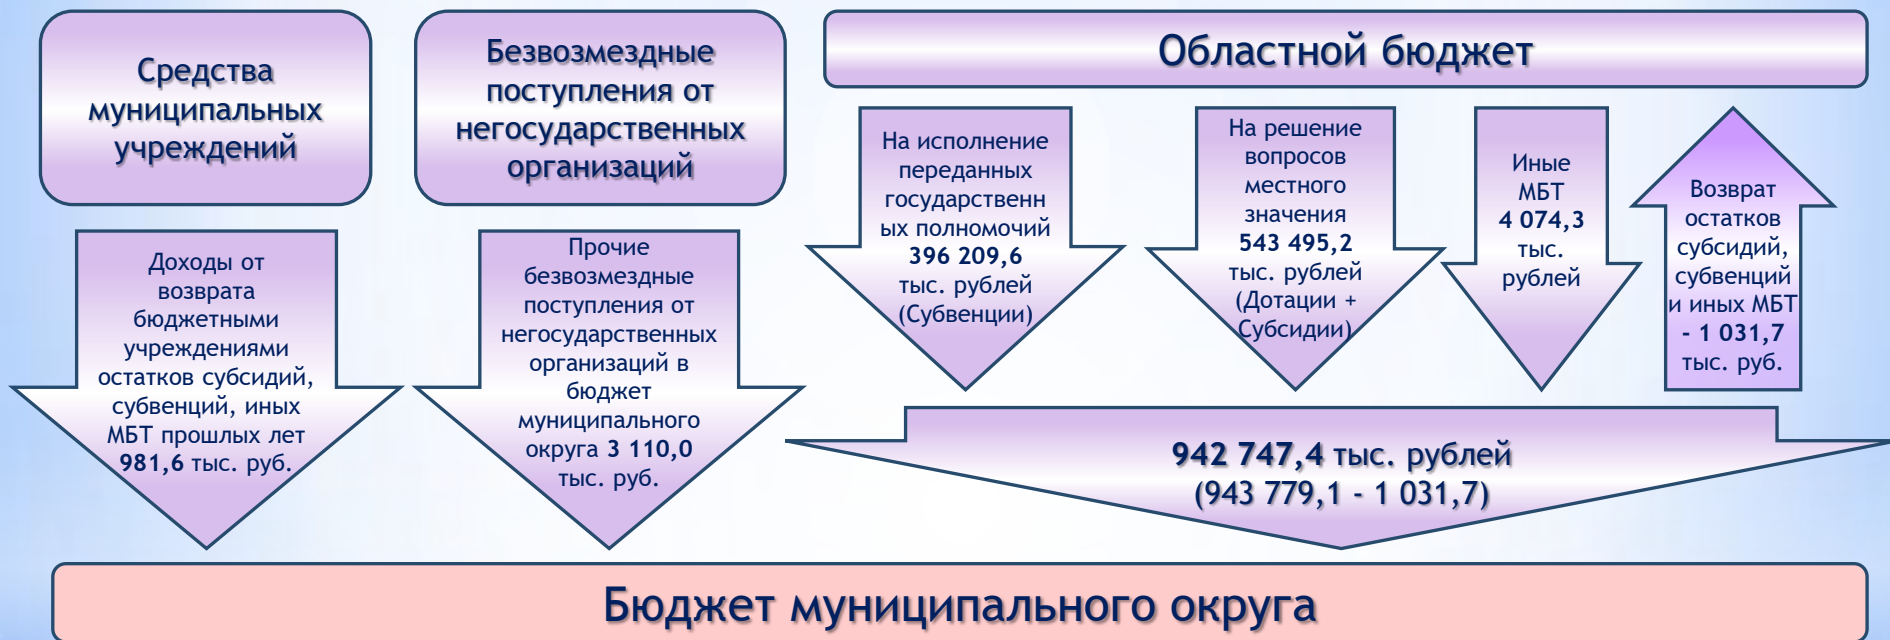 Средства
муниципальных
учреждений
Безвозмездные
поступления от
негосударственных
организаций
Областной бюджет
Доходы от
возврата
бюджетными
учреждениями
остатков субсидий,
субвенций, иных
МБТ прошлых лет
981,6 тыс. руб.
Прочие
безвозмездные
поступления от
негосударственных
организаций в
бюджет
муниципального
округа 3 110,0
тыс. руб.
На исполнение
переданных
государственн
ых полномочий
396 209,6
тыс. рублей
(Субвенции)
На решение
вопросов
местного
значения
543 495,2
тыс. рублей
(Дотации +
Субсидии)
Иные
МБТ
4 074,3
тыс.
рублей
Возврат
остатков
субсидий,
субвенций
и иных МБТ
- 1 031,7
тыс. руб.
942 747,4 тыс. рублей
(943 779,1 - 1 031,7)
Бюджет муниципального округа